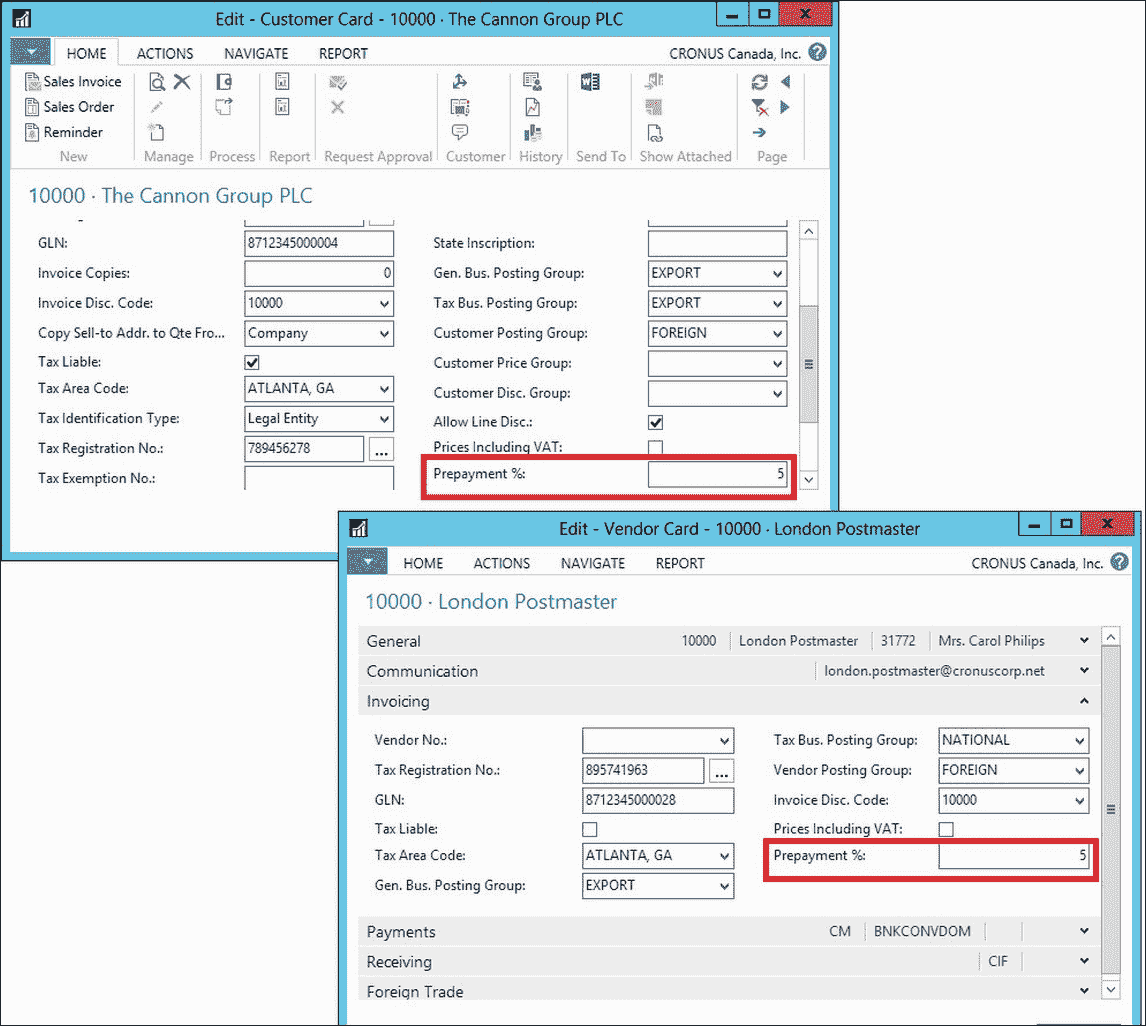 Edit - Customer Card - 10000 · The Cannon Group PLC
HOME ACTIONS NAVIGATE REPORT CRONUS Canada, Inc.
Sales Invoice
Sales Order
Reminder
New Manage Process Report Request Approval Customer History Send To Show Attached Page
10000 · The Cannon Group PLC
GLN: 8712345000004 State Inscription:
Invoice Copies: 0 Gen. Bus. Posting Group: EXPORT
Invoice Disc. Code: 10000 Tax Bus. Posting Group: EXPORT
Copy Sell-to Addr. to Qte Fro... Company Customer Posting Group: FOREIGN
Tax Liable: Customer Price Group:
Tax Area Code: ATLANTA, GA Customer Disc. Group:
Tax Identification Type: Legal Entity Allow Line Disc.:
Tax Registration No.: 789456278 ... Prices Including VAT:
Tax Exemption No.: Prepayment %: 5
Edit - Vendor Card - 10000 · London Postmaster
HOME ACTIONS NAVIGATE REPORT CRONUS Canada, Inc.
10000 · London Postmaster
General 10000 London Postmaster 31772 Mrs. Carol Philips
Communication london.postmaster@cronuscorp.net
Invoicing
Vendor No.: Tax Bus. Posting Group: NATIONAL
Tax Registration No.: 895741963 ... Vendor Posting Group: FOREIGN
GLN: 8712345000028 Invoice Disc. Code: 10000
Tax Liable: Prices Including VAT:
Tax Area Code: ATLANTA, GA Prepayment %: 5
Gen. Bus. Posting Group: EXPORT
Payments CM BNKCONVDOM
Receiving CIF
Foreign Trade